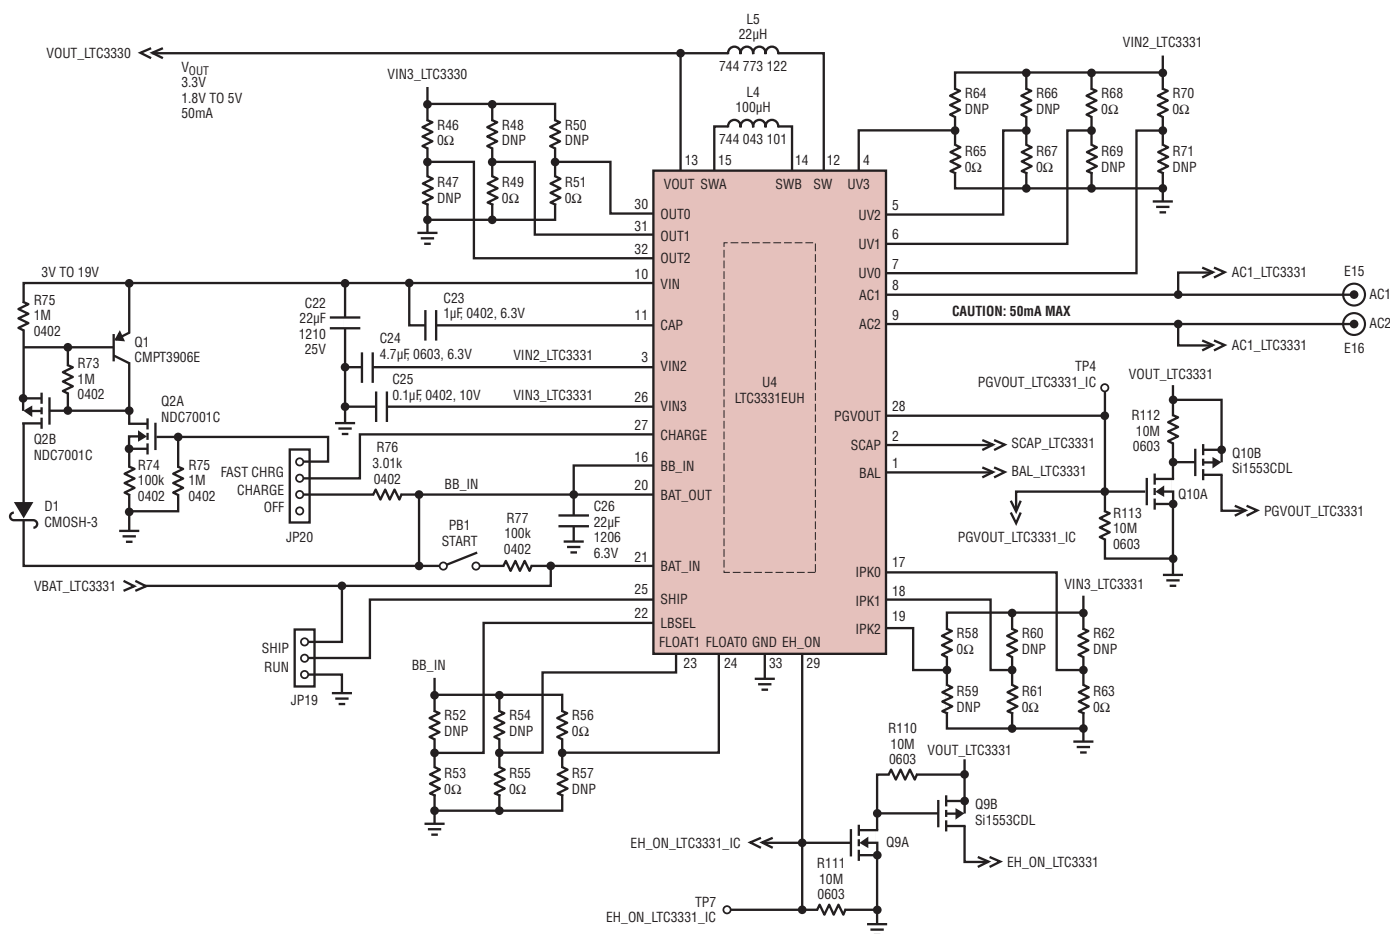 L5
22µH
744 773 122
L4
100µH
744 043 101
VOUT_LTC3330
VOUT
3.3V
1.8V TO 5V
50mA
VIN3_LTC3330
R46
0Ω
R48
DNP
R50
DNP
R47
DNP
R49
0Ω
R51
0Ω
VIN2_LTC3331
R64
DNP
R66
DNP
R68
0Ω
R70
0Ω
R65
0Ω
R67
0Ω
R69
DNP
R71
DNP
13
15
14
12
4
VOUT
SWA
SWB
SW
UV3
30
OUT0
31
OUT1
32
OUT2
10
VIN
11
CAP
3
VIN2
26
VIN3
27
CHARGE
16
BB_IN
20
BAT_OUT
21
BAT_IN
25
SHIP
22
LBSEL
FLOAT1
FLOAT0
GND
EH_ON
23
24
33
29
U4
LTC3331EUH
5
UV2
6
UV1
7
UV0
8
AC1
9
AC2
28
PGVOUT
2
SCAP
1
BAL
17
IPK0
18
IPK1
19
IPK2
AC1_LTC3331
E15
AC1
CAUTION: 50mA MAX
AC2
E16
AC1_LTC3331
3V TO 19V
R75
1M
0402
Q1
CMPT3906E
R73
1M
0402
Q2A
NDC7001C
Q2B
NDC7001C
R74
100k
0402
R75
1M
0402
D1
CMOSH-3
C22
22µF
1210
25V
C23
1µF, 0402, 6.3V
C24
4.7µF, 0603, 6.3V
VIN2_LTC3331
C25
0.1µF, 0402, 10V
VIN3_LTC3331
FAST CHRG
CHARGE
OFF
JP20
R76
3.01k
0402
BB_IN
C26
22µF
1206
6.3V
PB1
START
R77
100k
0402
VBAT_LTC3331
SHIP
RUN
JP19
BB_IN
R52
DNP
R54
DNP
R56
0Ω
R53
0Ω
R55
0Ω
R57
DNP
TP4
PGVOUT_LTC3331_IC
VOUT_LTC3331
R112
10M
0603
Q10B
Si1553CDL
SCAP_LTC3331
BAL_LTC3331
Q10A
PGVOUT_LTC3331
R113
10M
0603
PGVOUT_LTC3331_IC
VIN3_LTC3331
R58
0Ω
R60
DNP
R62
DNP
R59
DNP
R61
0Ω
R63
0Ω
R110
10M
0603
VOUT_LTC3331
Q9B
Si1553CDL
EH_ON_LTC3331_IC
Q9A
EH_ON_LTC3331
R111
10M
0603
TP7
EH_ON_LTC3331_IC